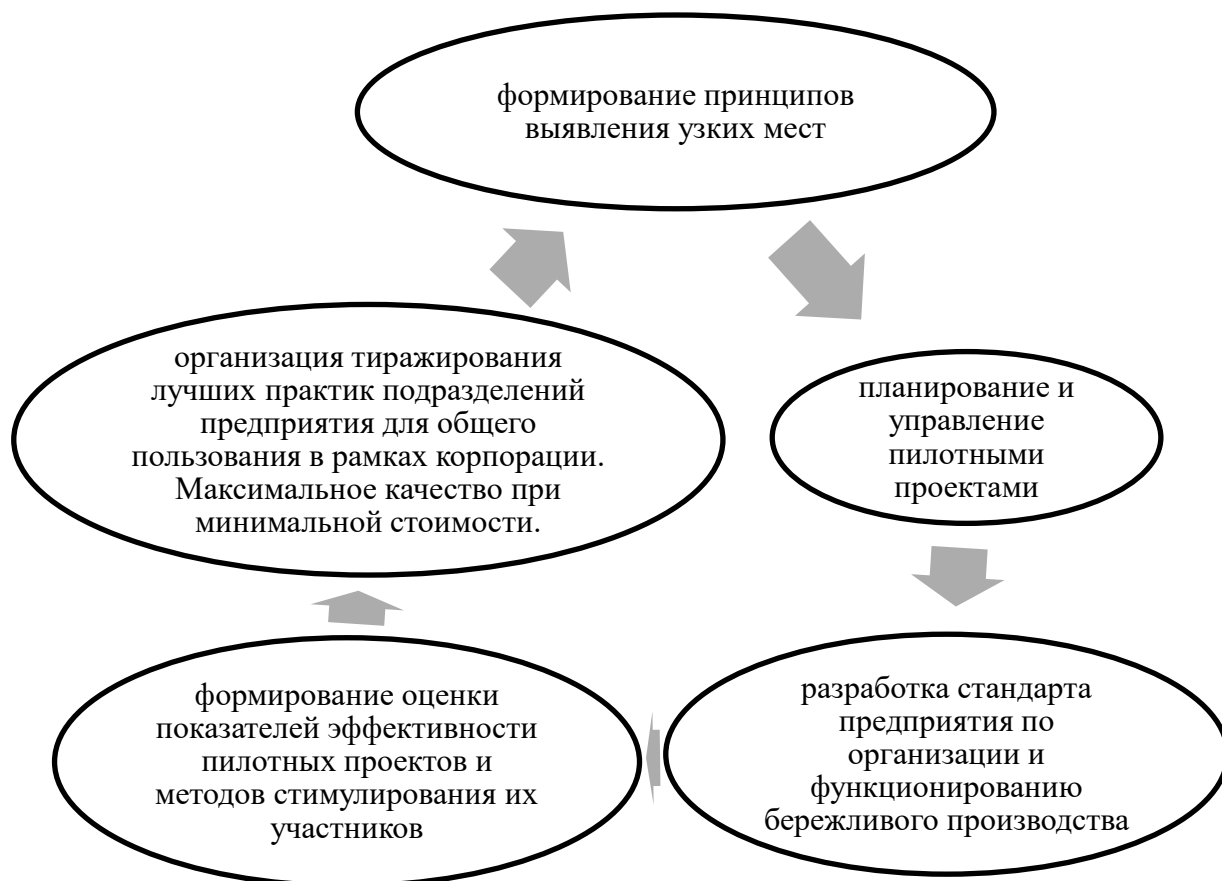 формирование принципов
выявления узких мест
планирование и
управление
пилотными
проектами
разработка стандарта
предприятия по
организации и
функционированию
бережливого производства
формирование оценки
показателей эффективности
пилотных проектов и
методов стимулирования их
участников
организация тиражирования
лучших практик подразделений
предприятия для общего
пользования в рамках корпорации.
Максимальное качество при
минимальной стоимости.